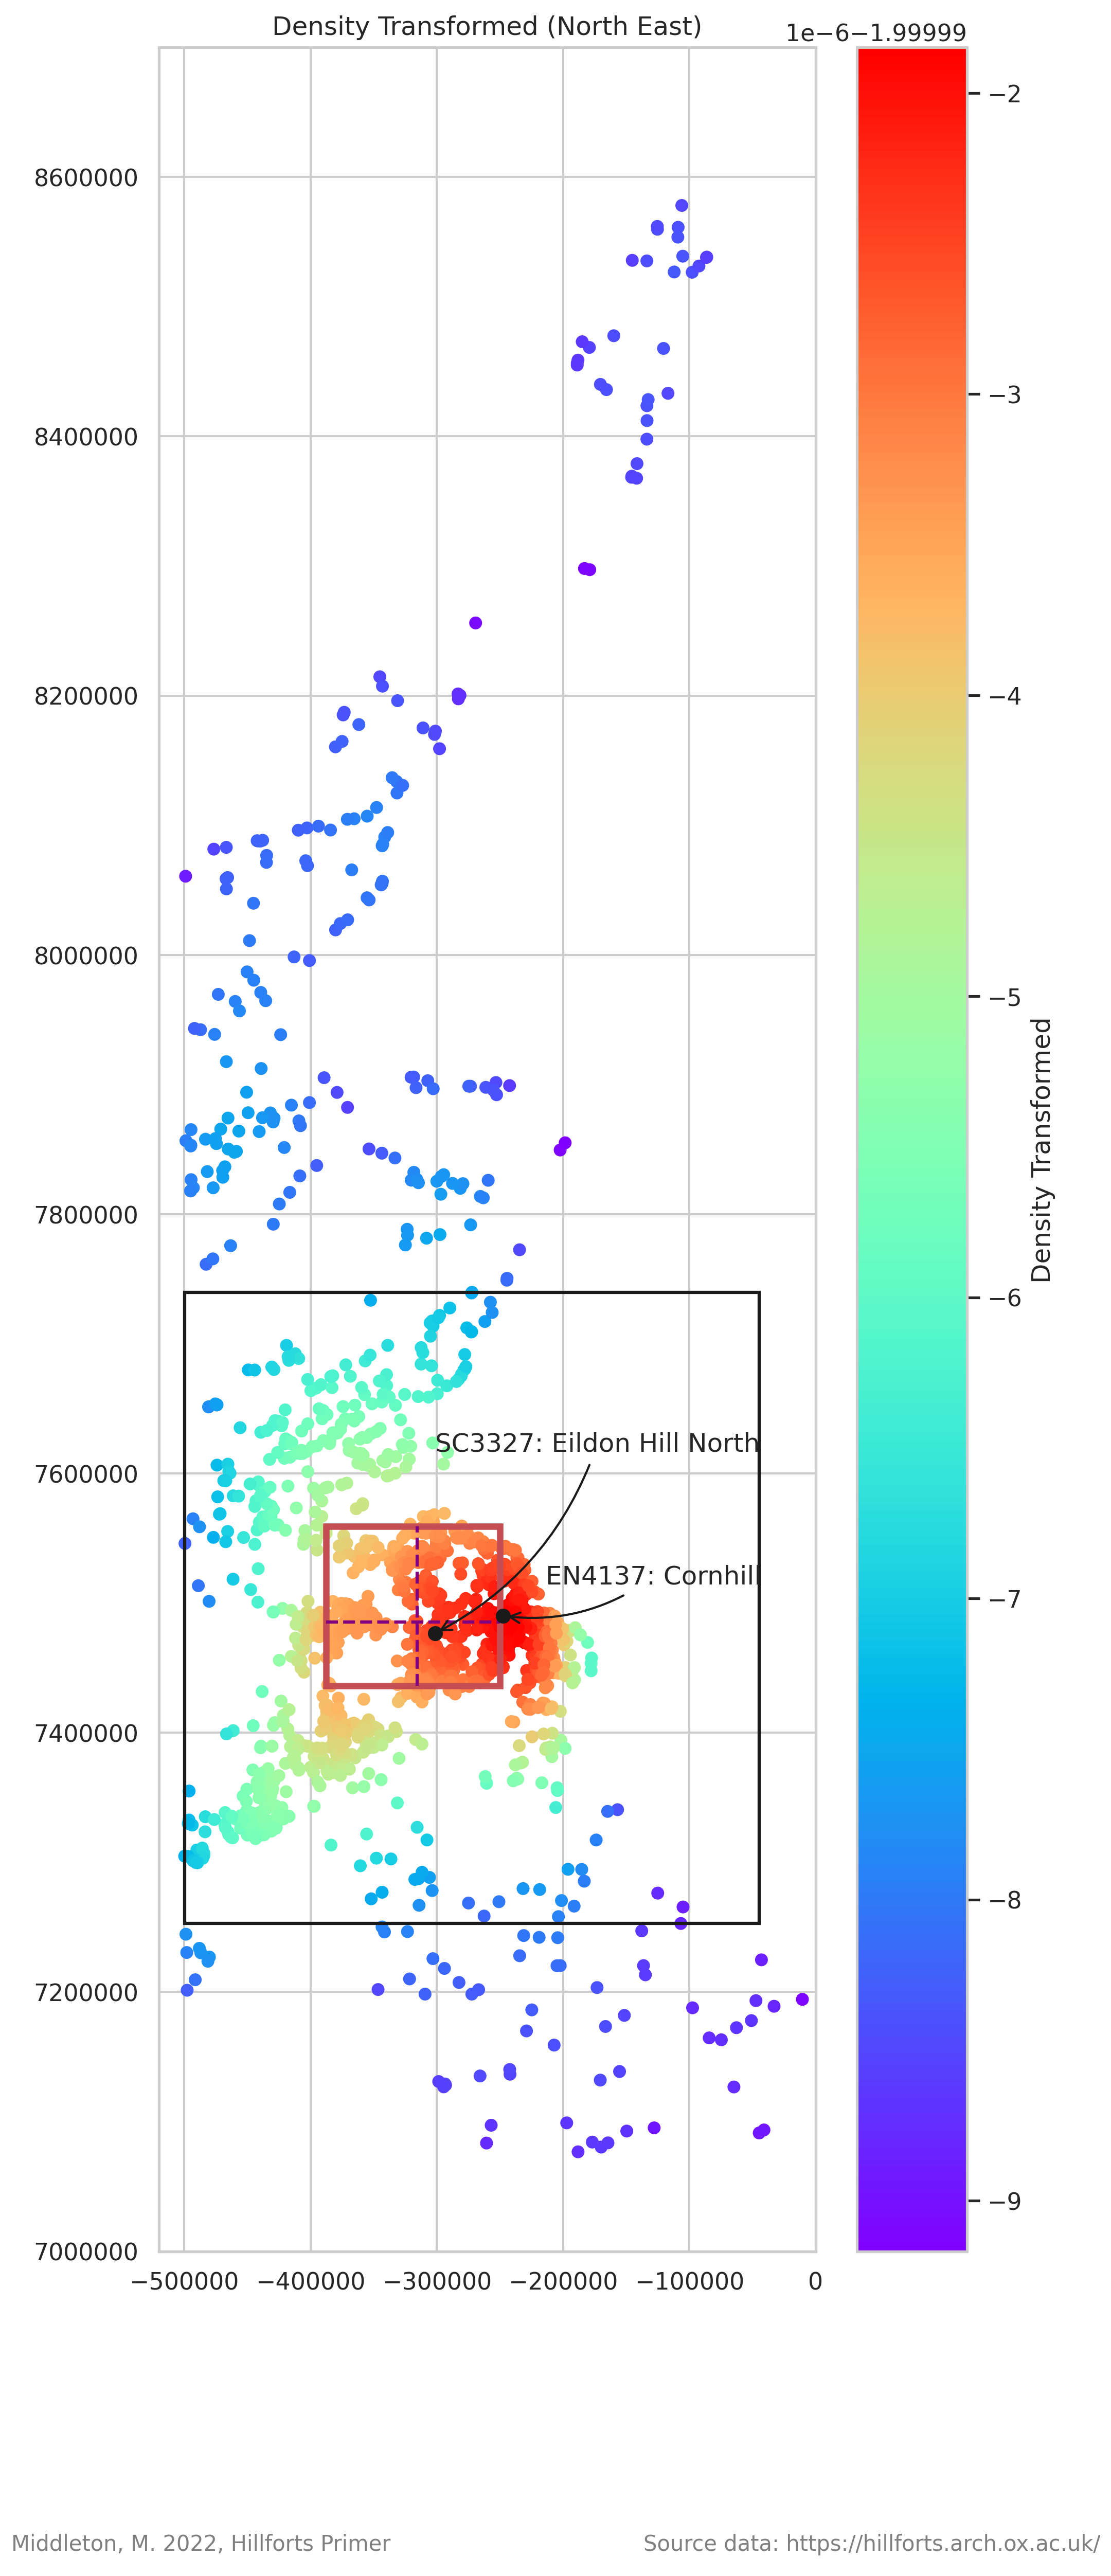 Density Transformed (North East)
1e−6−1.99999
8600000
8400000
8200000
8000000
7800000
7600000
7400000
7200000
7000000
SC3327: Eildon Hill North
EN4137: Cornhill
−500000 −400000 −300000 −200000 −100000 0
−2
−3
−4
−5
−6
−7
−8
−9
Density Transformed
Middleton, M. 2022, Hillforts Primer
Source data: https://hillforts.arch.ox.ac.uk/